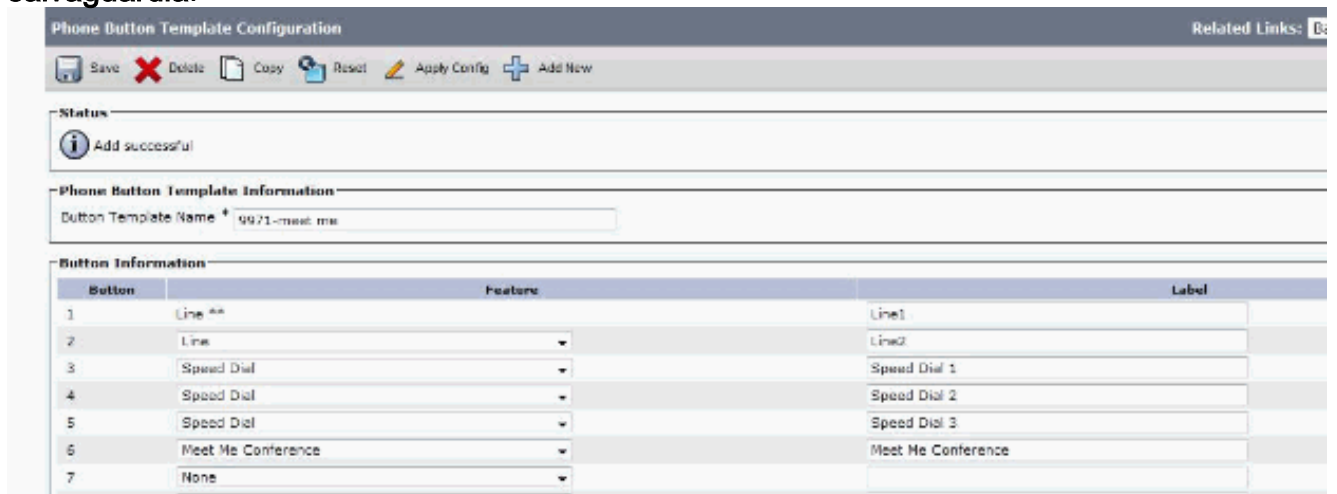 salvaguardia.
Phone Button Template Configuration Related Links: Ba
Save Delete Copy Reset Apply Config Add New
Status
Add successful
Phone Button Template Information
Button Template Name * 9971-meet me
Button Information
Button Feature Label
1 Line ** Line1
2 Line Line2
3 Speed Dial Speed Dial 1
4 Speed Dial Speed Dial 2
5 Speed Dial Speed Dial 3
6 Meet Me Conference Meet Me Conference
7 None